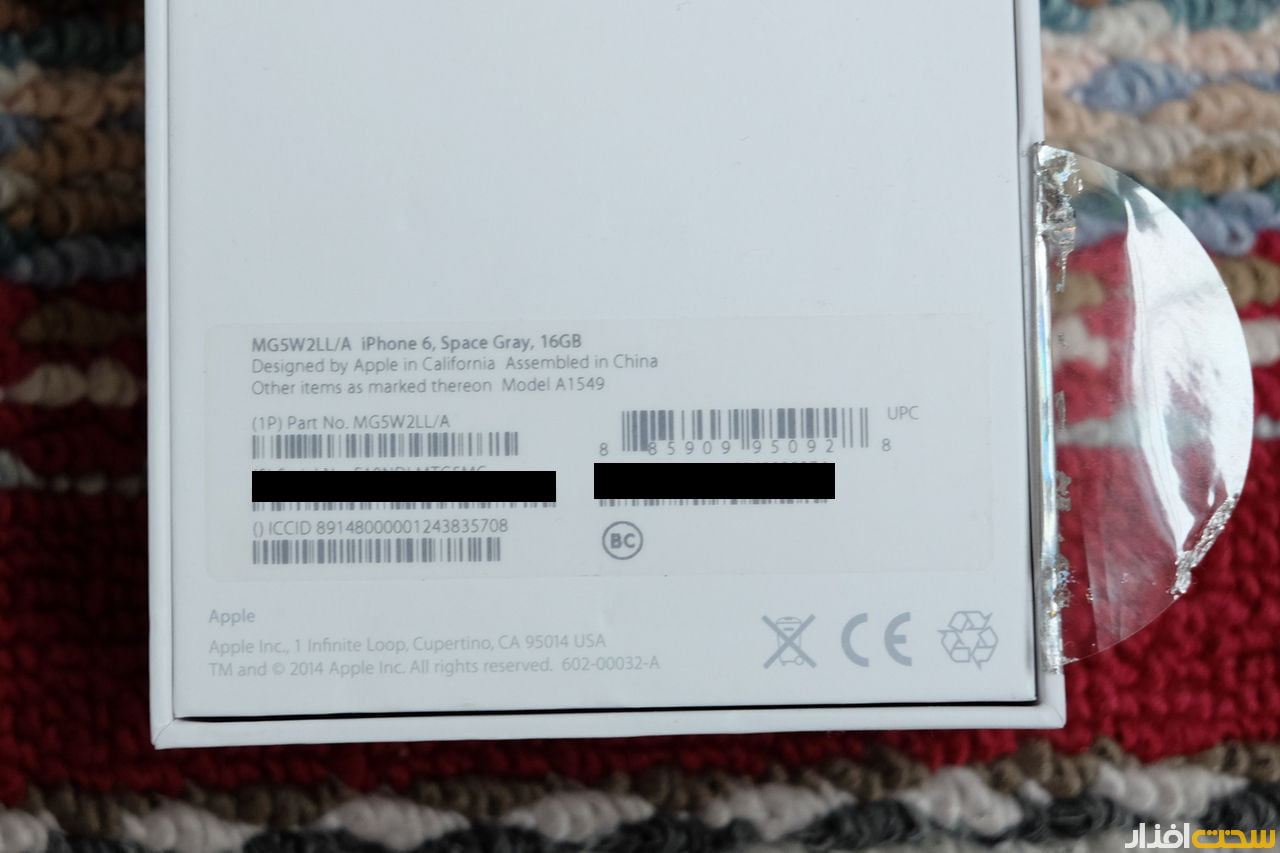 MG5W2LL/A iPhone 6, Space Gray, 16GB
Designed by Apple in California Assembled in China
Other items as marked thereon Model A1549
(1P) Part No. MG5W2LL/A
UPC
8 85909 95092 8
() ICCID 89148000001243835708
BC
Apple
Apple Inc., 1 Infinite Loop, Cupertino, CA 95014 USA
TM and © 2014 Apple Inc. All rights reserved. 602-00032-A
CE
سخت‌افزار